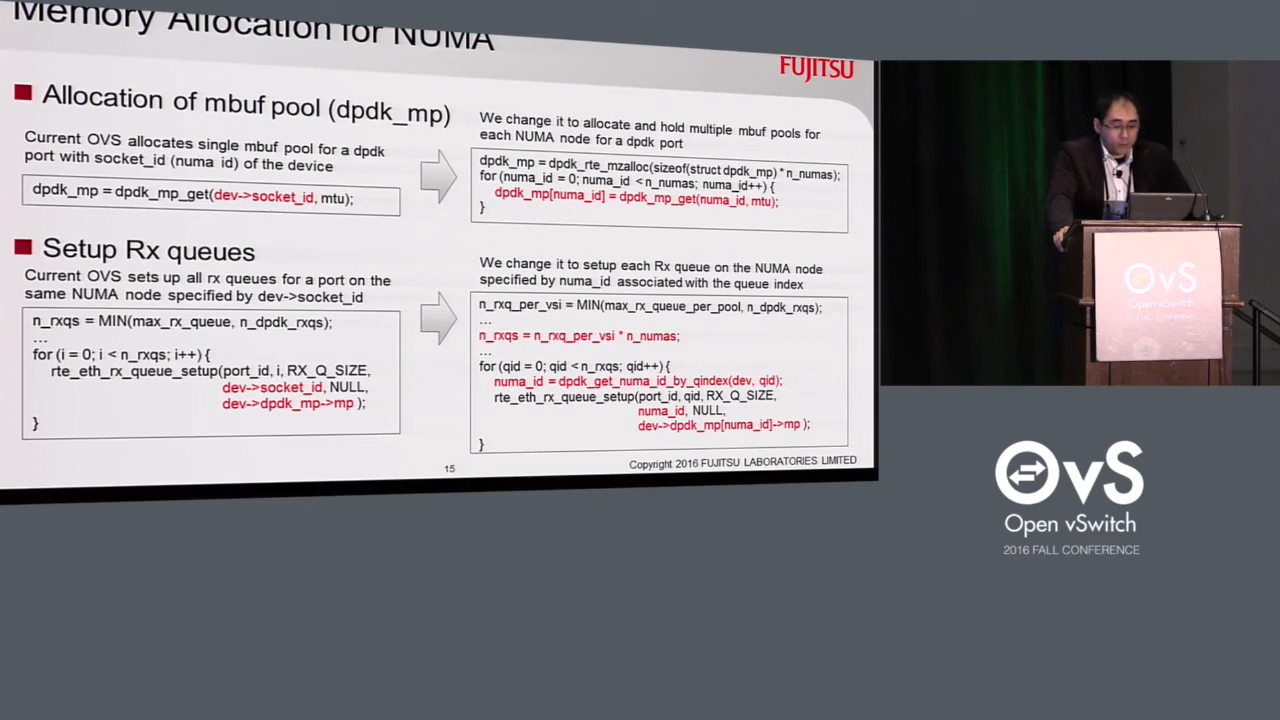 Memory Allocation for NUMA
FUJITSU
Allocation of mbuf pool (dpdk_mp)
Current OVS allocates single mbuf pool for a dpdk
port with socket_id (numa id) of the device
dpdk_mp = dpdk_mp_get(dev->socket_id, mtu);
We change it to allocate and hold multiple mbuf pools for
each NUMA node for a dpdk port
dpdk_mp = dpdk_rte_mzalloc(sizeof(struct dpdk_mp) * n_numas);
for (numa_id = 0; numa_id < n_numas; numa_id++) {
dpdk_mp[numa_id] = dpdk_mp_get(numa_id, mtu);
}
Setup Rx queues
Current OVS sets up all rx queues for a port on the
same NUMA node specified by dev->socket_id
n_rxqs = MIN(max_rx_queue, n_dpdk_rxqs);
...
for (i = 0; i < n_rxqs; i++) {
rte_eth_rx_queue_setup(port_id, i, RX_Q_SIZE,
dev->socket_id, NULL,
dev->dpdk_mp->mp );
}
We change it to setup each Rx queue on the NUMA node
specified by numa_id associated with the queue index
n_rxq_per_vsi = MIN(max_rx_queue_per_pool, n_dpdk_rxqs);
...
n_rxqs = n_rxq_per_vsi * n_numas;
...
for (qid = 0; qid < n_rxqs; qid++) {
numa_id = dpdk_get_numa_id_by_qindex(dev, qid);
rte_eth_rx_queue_setup(port_id, qid, RX_Q_SIZE,
numa_id, NULL,
dev->dpdk_mp[numa_id]->mp );
}
15
Copyright 2016 FUJITSU LABORATORIES LIMITED
OvS
Open vSwitch
OvS
Open vSwitch
2016 FALL CONFERENCE